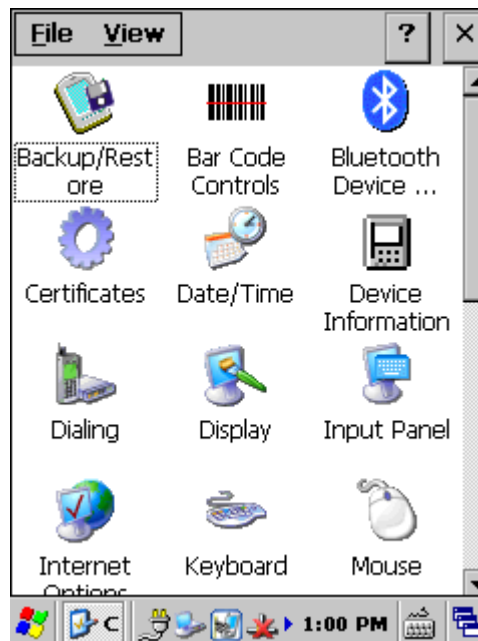 File View ? ×
Backup/Rest
ore
Bar Code
Controls
Bluetooth
Device ...
Certificates
Date/Time
Device
Information
Dialing
Display
Input Panel
Internet
Options
Keyboard
Mouse
C 1:00 PM